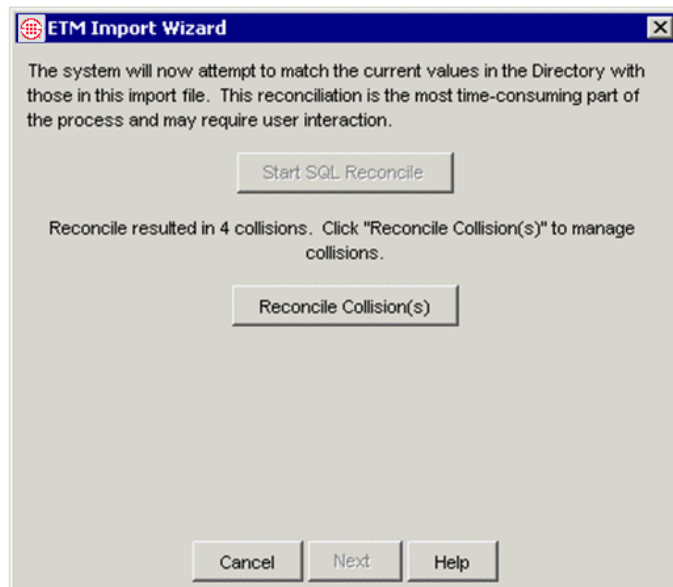 ETM Import Wizard
The system will now attempt to match the current values in the Directory with
those in this import file. This reconciliation is the most time-consuming part of
the process and may require user interaction.
Start SQL Reconcile
Reconcile resulted in 4 collisions. Click "Reconcile Collision(s)" to manage
collisions.
Reconcile Collision(s)
Cancel Next Help